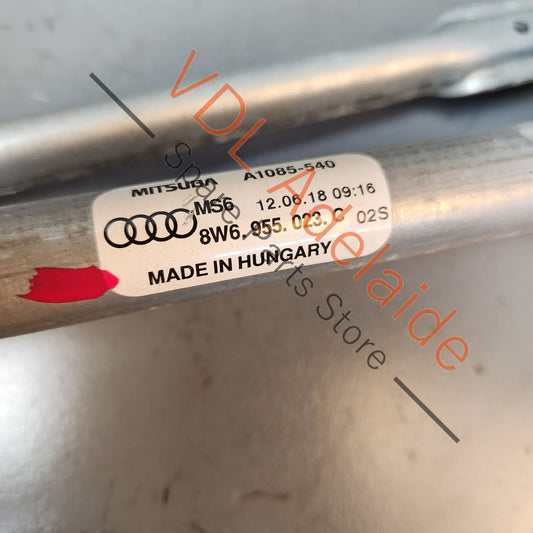 MITSUBA A1085-540
MS6 12.06.18 09:16
8W6.955.023.C 02S
MADE IN HUNGARY
VDL Adelaide
Spare Parts Store